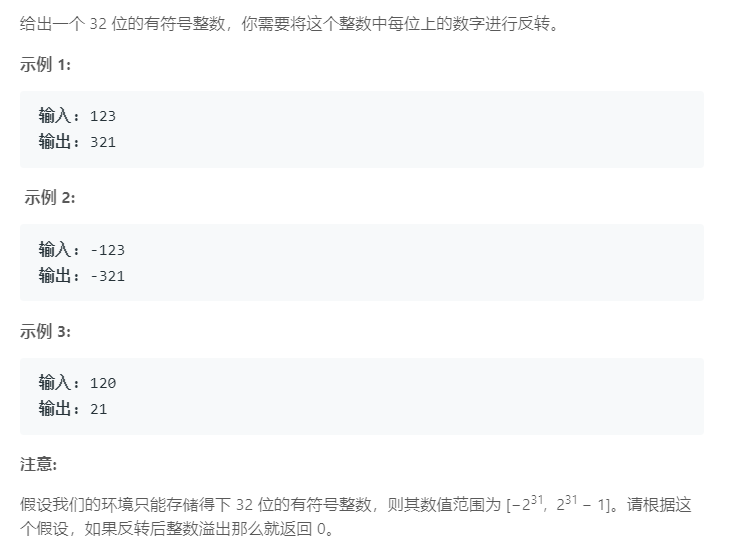 给出一个 32 位的有符号整数，你需要将这个整数中每位上的数字进行反转。
示例 1:
输入: 123
输出: 321
示例 2:
输入: -123
输出: -321
示例 3:
输入: 120
输出: 21
注意:
假设我们的环境只能存储得下 32 位的有符号整数，则其数值范围为 [−2³¹, 2³¹ − 1]。请根据这
个假设，如果反转后整数溢出那么就返回 0。